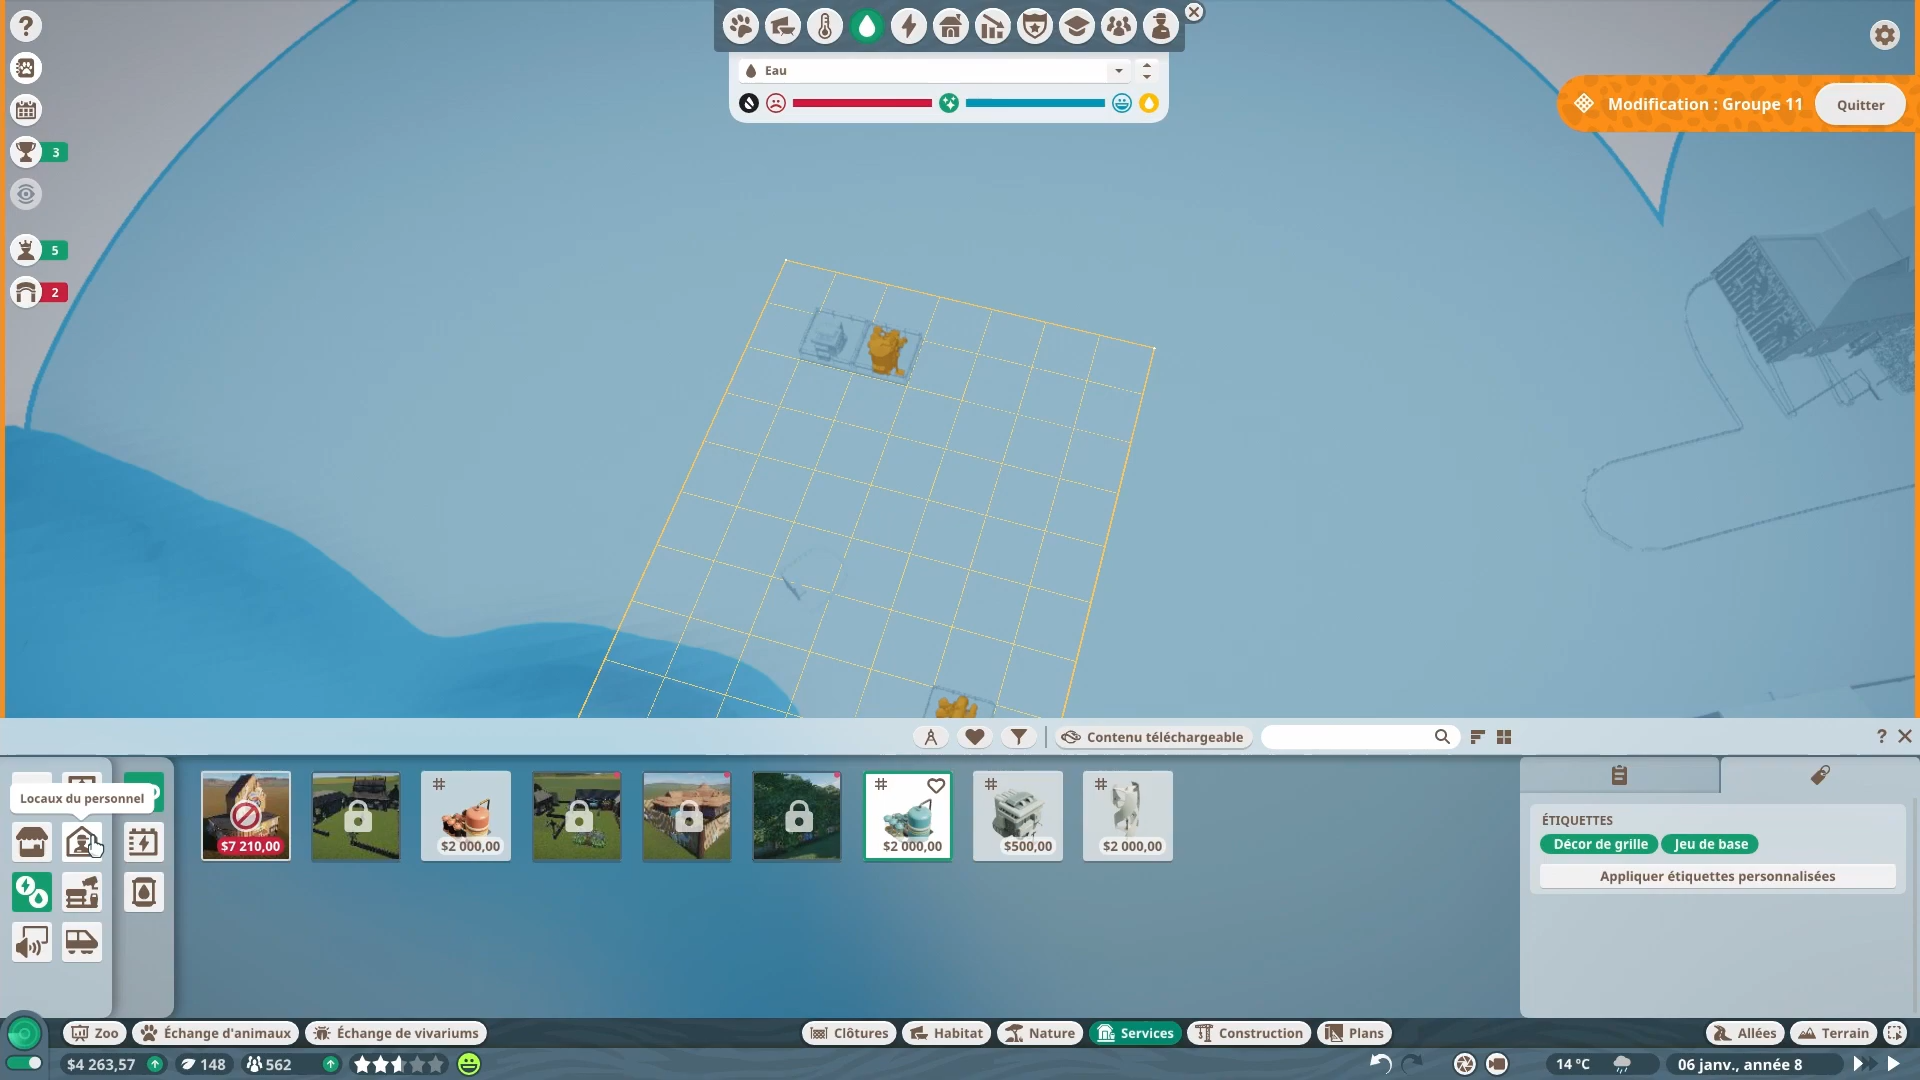 ?
Eau
3
Modification : Groupe 11
Quitter
5
2
Contenu téléchargeable
?
Locaux du personnel
$7 210,00
$2 000,00
$2 000,00
$500,00
$2 000,00
ÉTIQUETTES
Décor de grille
Jeu de base
Appliquer étiquettes personnalisées
Zoo
Échange d'animaux
Échange de vivariums
Clôtures
Habitat
Nature
Services
Construction
Plans
Allées
Terrain
$4 263,57
148
562
14 °C
06 janv., année 8